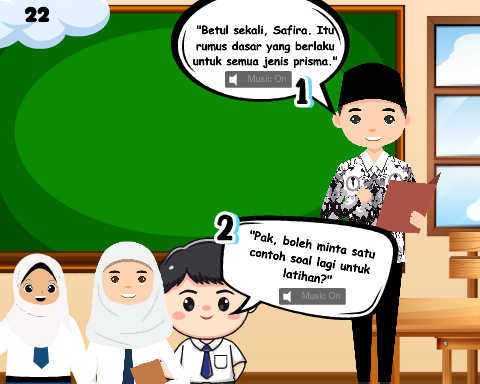 22
"Betul sekali, Safira. Itu
rumus dasar yang berlaku
untuk semua jenis prisma."
Music On
1
2
"Pak, boleh minta satu
contoh soal lagi untuk
latihan?"
Music On